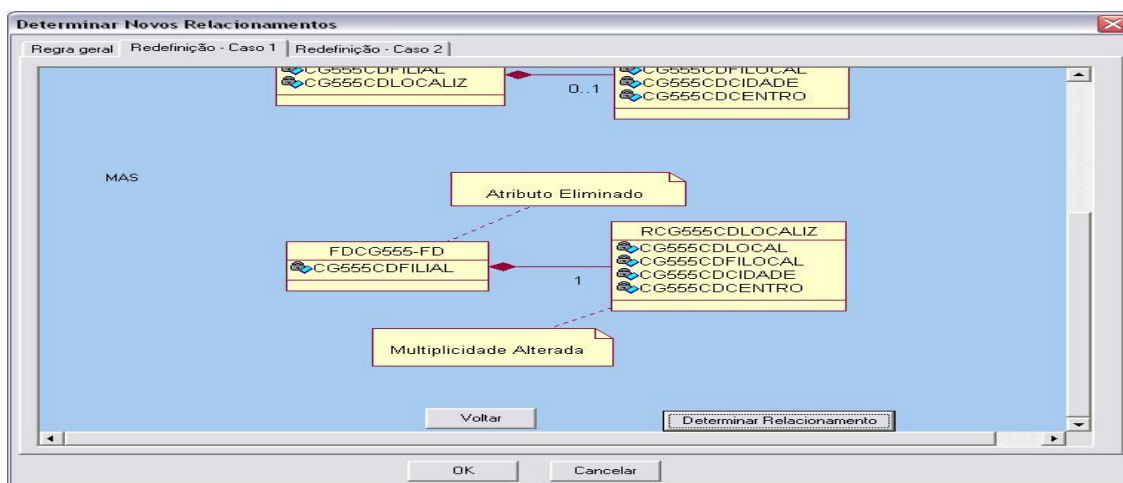 Determinar Novos Relacionamentos
Regra geral Redefinição - Caso 1 Redefinição - Caso 2
CG555CDFILIAL
CG555CDLOCALIZ
0..1
CG555CDFILOCAL
CG555CDCIDADE
CG555CDCENTRO
MAS
Atributo Eliminado
FDCG555-FD
CG555CDFILIAL
1
RCG555CDLOCALIZ
CG555CDLOCAL
CG555CDFILOCAL
CG555CDCIDADE
CG555CDCENTRO
Multiplicidade Alterada
Voltar
Determinar Relacionamento
OK
Cancelar